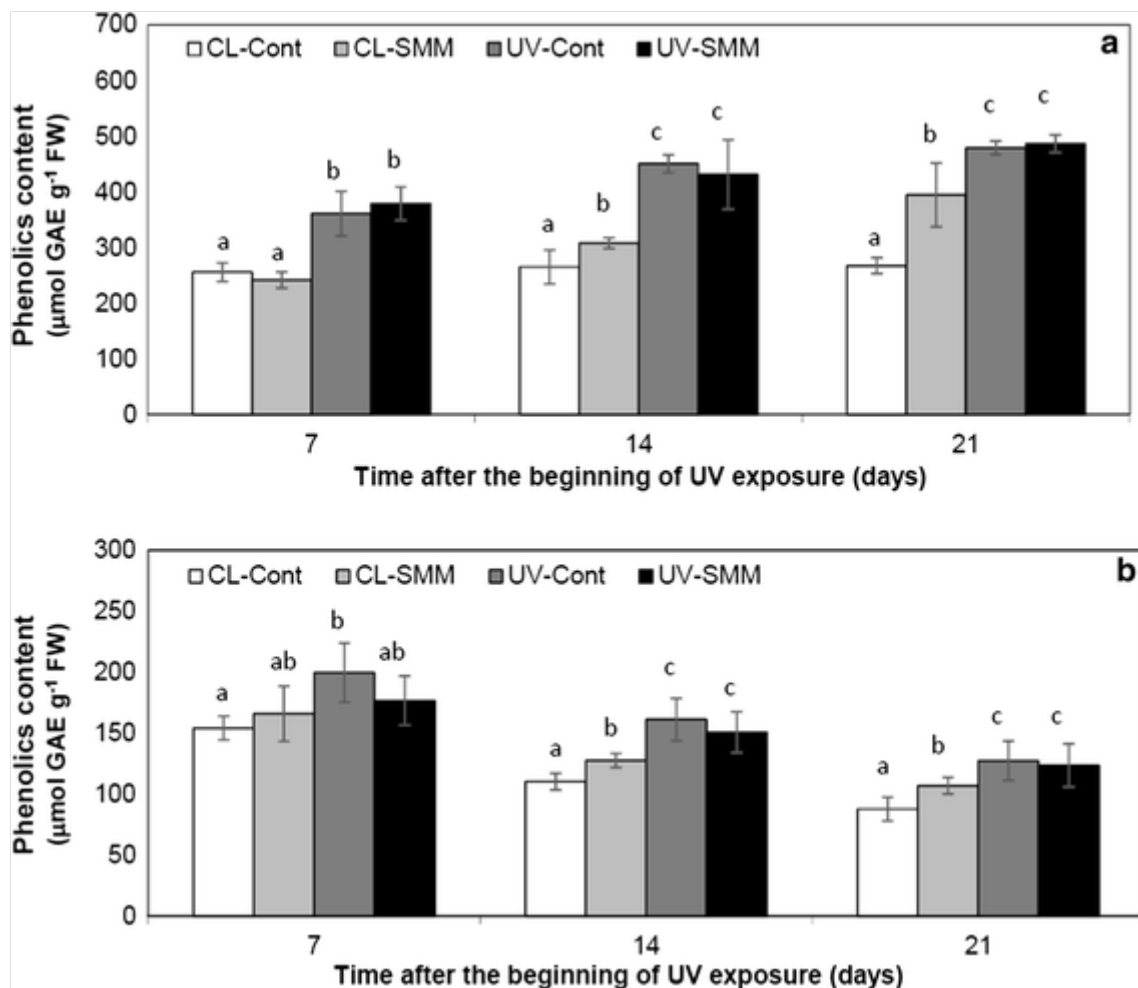 a
CL-Cont CL-SMM UV-Cont UV-SMM
700
600
500
400
300
200
100
0
Phenolics content
(µmol GAE g⁻¹ FW)
a a b b
a b c c
a b c c
7 14 21
Time after the beginning of UV exposure (days)
b
CL-Cont CL-SMM UV-Cont UV-SMM
300
250
200
150
100
50
0
Phenolics content
(µmol GAE g⁻¹ FW)
a ab b ab
a b c c
a b c c
7 14 21
Time after the beginning of UV exposure (days)